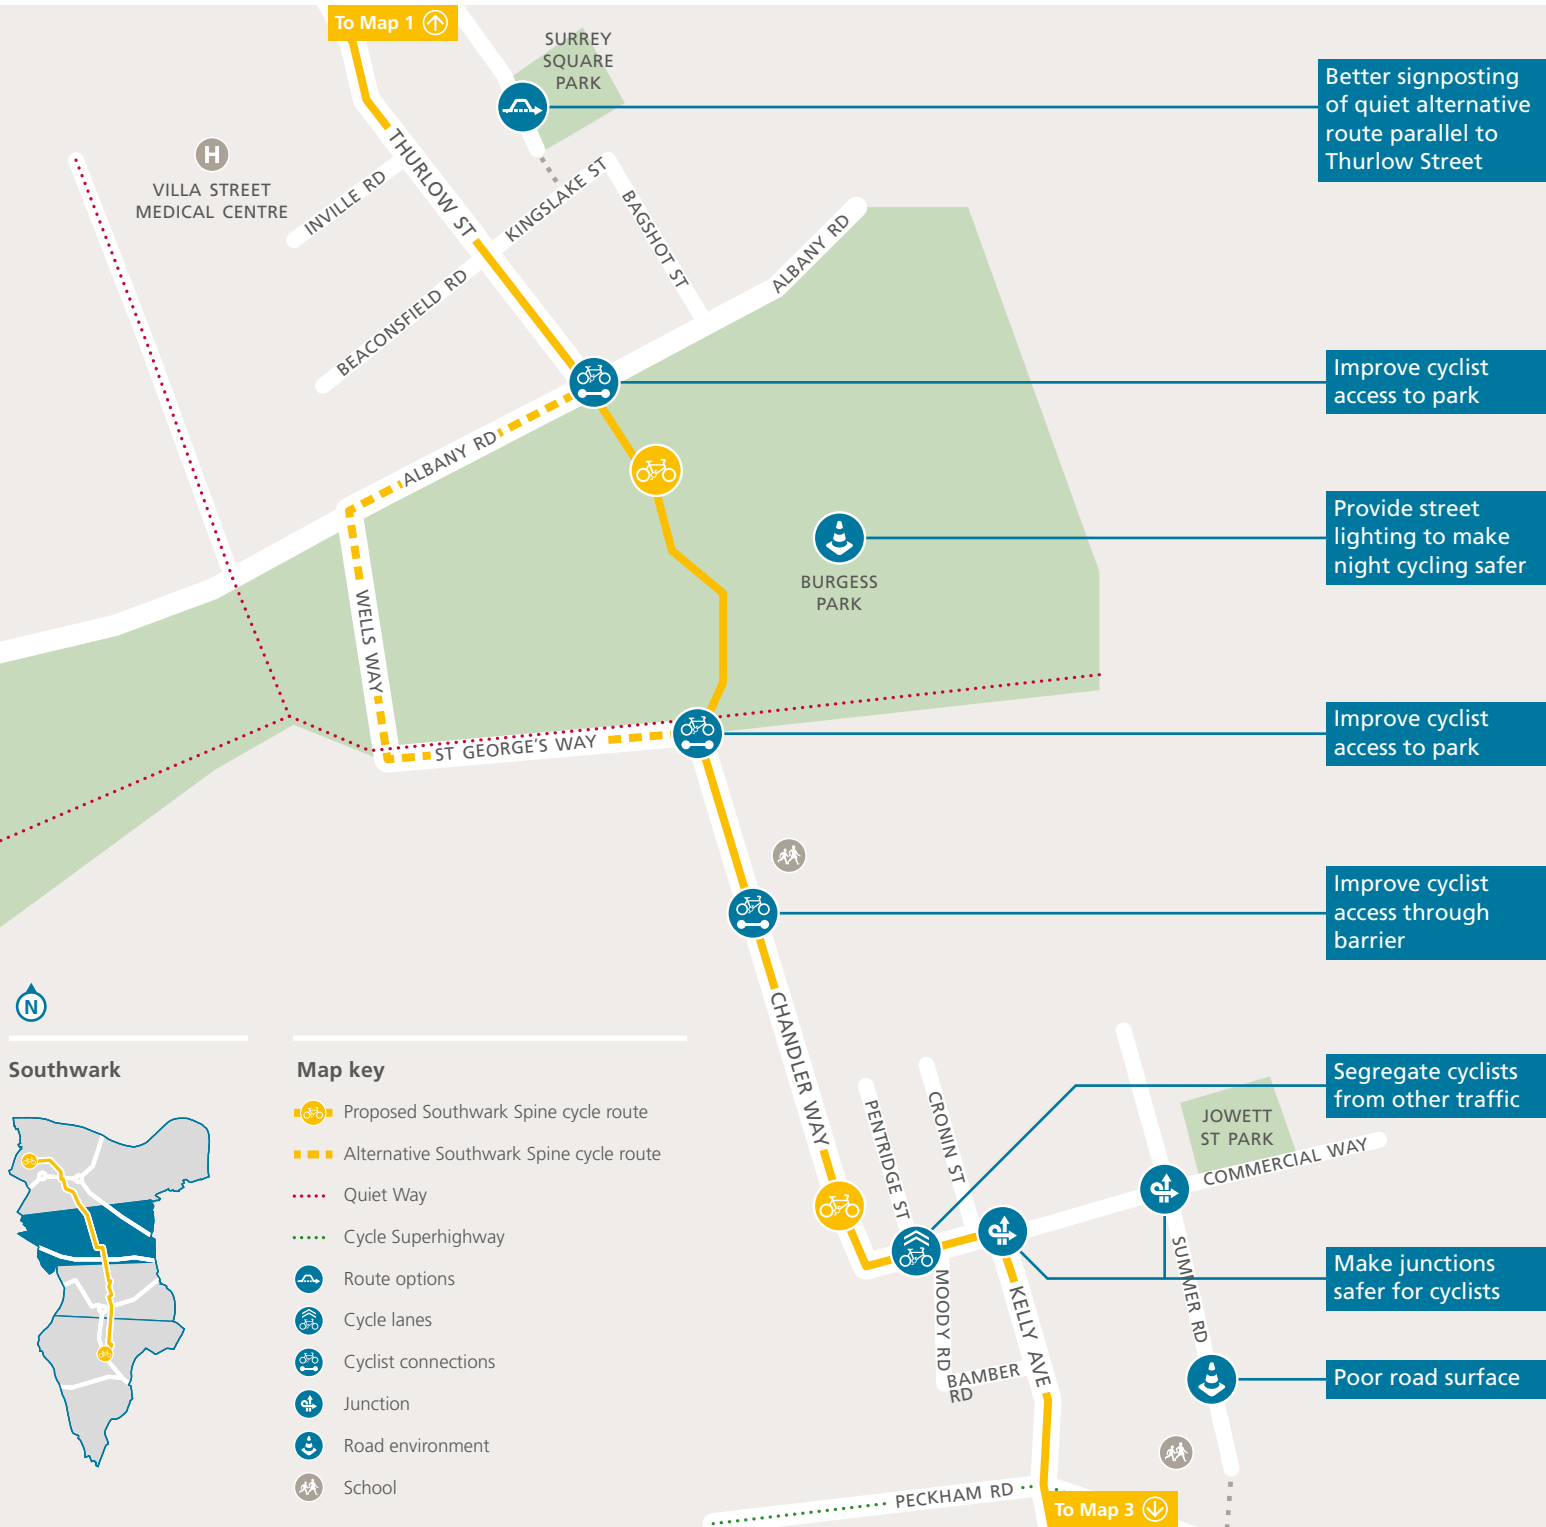 To Map 1
SURREY
SQUARE
PARK
Better signposting
of quiet alternative
route parallel to
Thurlow Street
H
VILLA STREET
MEDICAL CENTRE
THURLOW ST
INVILLE RD
KINGSLAKE ST
BAGSHOT ST
ALBANY RD
BEACONSFIELD RD
Improve cyclist
access to park
ALBANY RD
Provide street
lighting to make
night cycling safer
BURGESS
PARK
WELLS WAY
Improve cyclist
access to park
ST GEORGE'S WAY
Improve cyclist
access through
barrier
CHANDLER WAY
N
Southwark
Map key
Proposed Southwark Spine cycle route
Alternative Southwark Spine cycle route
Quiet Way
Cycle Superhighway
Route options
Cycle lanes
Cyclist connections
Junction
Road environment
School
PENTRIDGE ST
CRONIN ST
Segregate cyclists
from other traffic
JOWETT
ST PARK
COMMERCIAL WAY
SUMMER RD
Make junctions
safer for cyclists
MOODY RD
KELLY AVE
BAMBER
RD
Poor road surface
PECKHAM RD
To Map 3